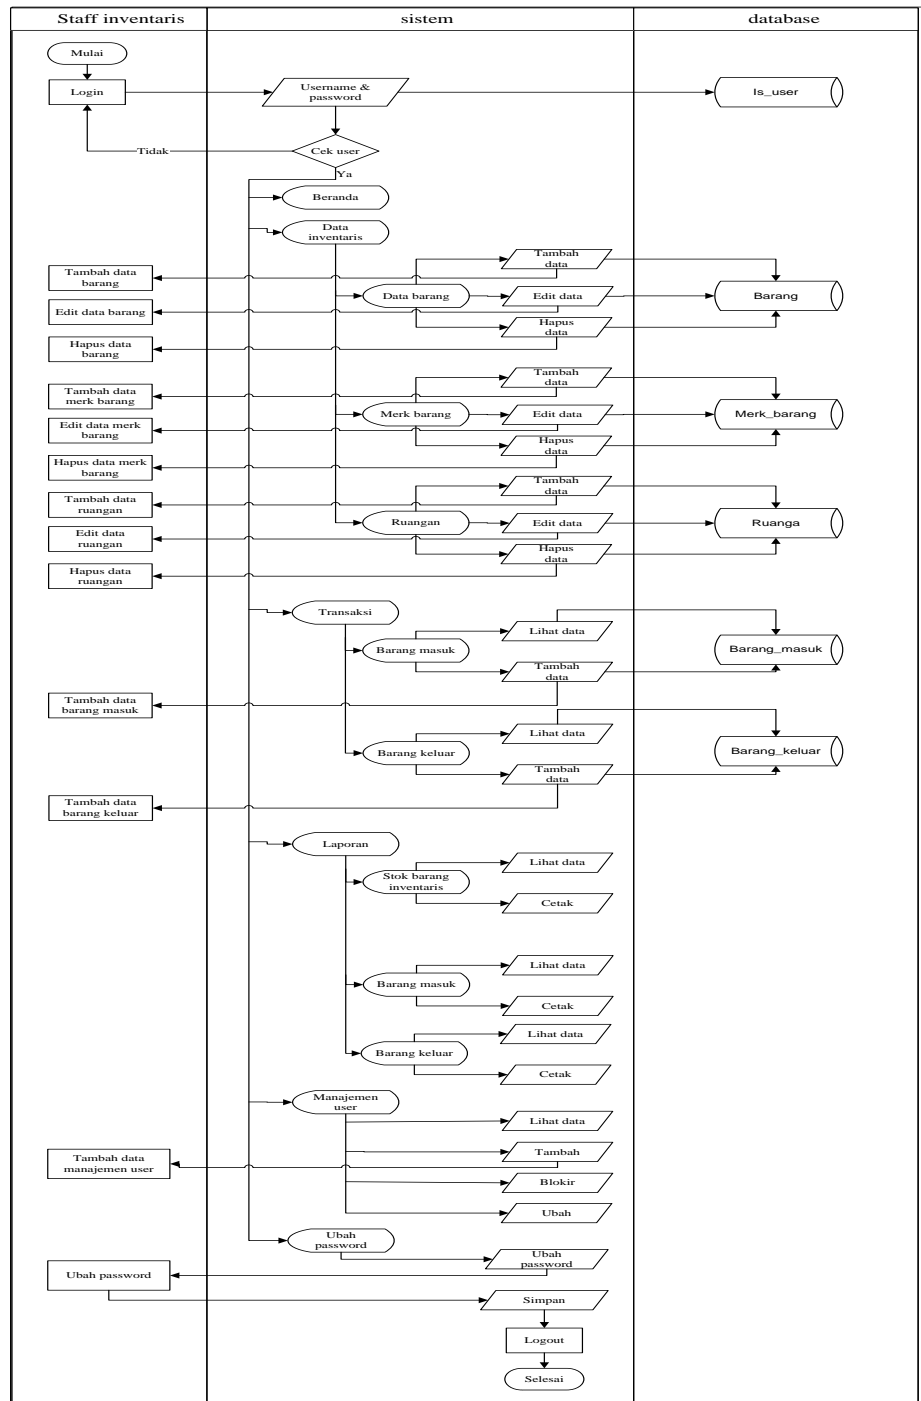 Staff inventaris
sistem
database
Mulai
Login
Username &
password
Is_user
Tidak
Cek user
Ya
Beranda
Data
inventaris
Tambah
data
Tambah data
barang
Data barang
Edit data
Barang
Edit data barang
Hapus
data
Hapus data
barang
Tambah
data
Tambah data
merk barang
Merk barang
Edit data
Merk_barang
Edit data merk
barang
Hapus
data
Hapus data merk
barang
Tambah
data
Tambah data
ruangan
Ruangan
Edit data
Ruanga
Edit data
ruangan
Hapus
data
Hapus data
ruangan
Transaksi
Lihat data
Barang masuk
Barang_masuk
Tambah
data
Tambah data
barang masuk
Lihat data
Barang keluar
Barang_keluar
Tambah
data
Tambah data
barang keluar
Laporan
Lihat data
Stok barang
inventaris
Cetak
Lihat data
Barang masuk
Cetak
Lihat data
Barang keluar
Cetak
Manajemen
user
Lihat data
Tambah
Tambah data
manajemen user
Blokir
Ubah
Ubah
password
Ubah
password
Ubah password
Simpan
Logout
Selesai